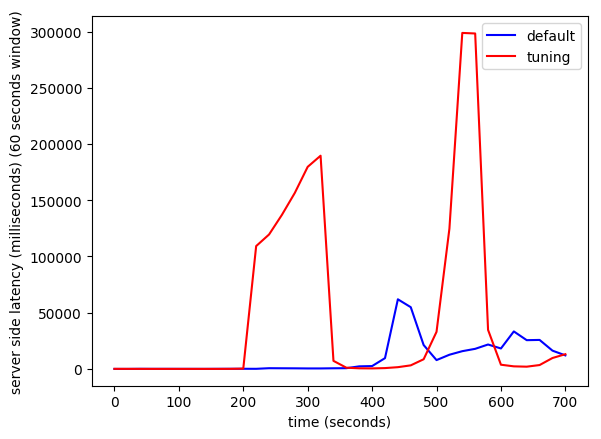 server side latency (milliseconds) (60 seconds window)
300000
250000
200000
150000
100000
50000
0
default
tuning
0 100 200 300 400 500 600 700
time (seconds)